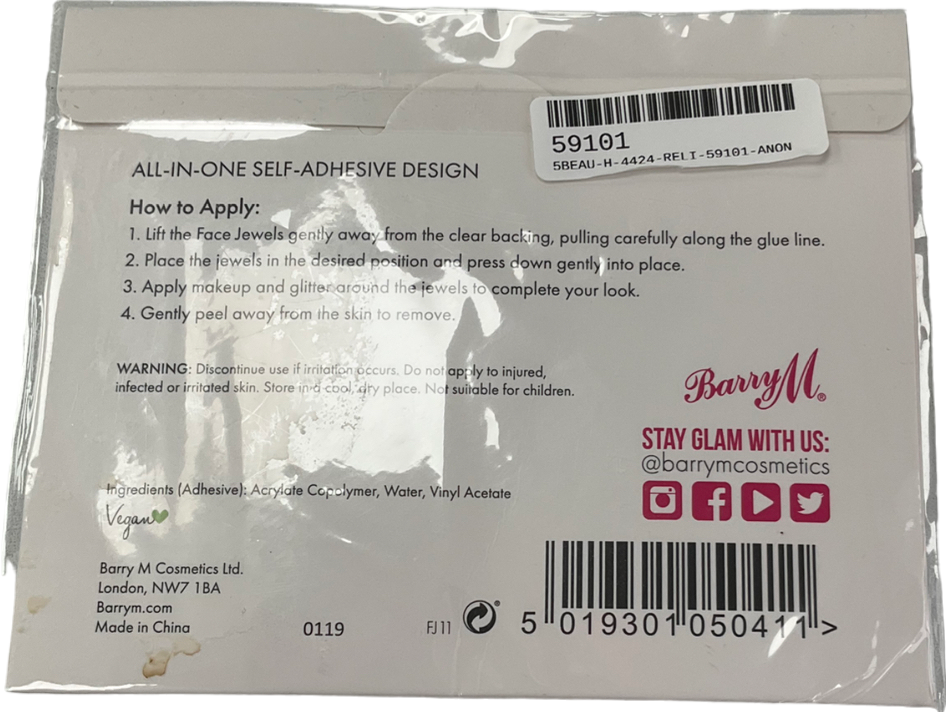 59101
5BEAU-H-4424-RELI-59101-ANON
ALL-IN-ONE SELF-ADHESIVE DESIGN
How to Apply:
1. Lift the Face Jewels gently away from the clear backing, pulling carefully along the glue line.
2. Place the jewels in the desired position and press down gently into place.
3. Apply makeup and glitter around the jewels to complete your look.
4. Gently peel away from the skin to remove.
WARNING: Discontinue use if irritation occurs. Do not apply to injured,
infected or irritated skin. Store in a cool, dry place. Not suitable for children.
Barry M®
STAY GLAM WITH US:
@barrymcosmetics
Ingredients (Adhesive): Acrylate Copolymer, Water, Vinyl Acetate
Vegan
Barry M Cosmetics Ltd.
London, NW7 1BA
Barrym.com
Made in China
0119
FJ11
5 019301 050411 >